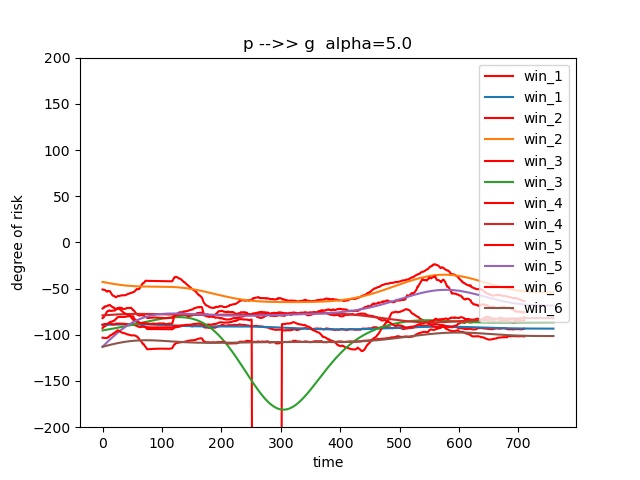 p -->> g  alpha=5.0
degree of risk
200
150
100
50
0
−50
−100
−150
−200
0 100 200 300 400 500 600 700
time
win_1
win_1
win_2
win_2
win_3
win_3
win_4
win_4
win_5
win_5
win_6
win_6